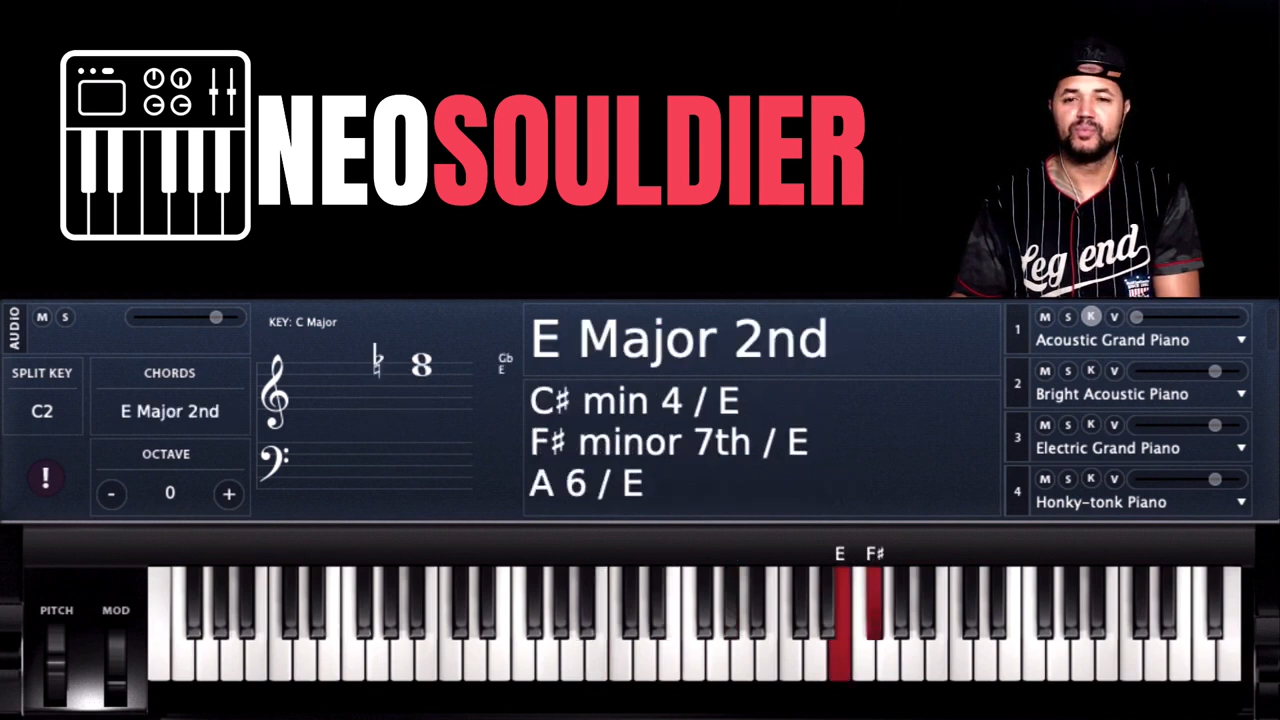 NEOSOULDIER
Legend
AUDIO
M S
KEY: C Major
Gb
E
SPLIT KEY
C2
CHORDS
E Major 2nd
OCTAVE
- 0 +
!
E Major 2nd
C♯ min 4 / E
F♯ minor 7th / E
A 6 / E
1
M S K V
Acoustic Grand Piano
2
M S K V
Bright Acoustic Piano
3
M S K V
Electric Grand Piano
4
M S K V
Honky-tonk Piano
E F♯
PITCH MOD